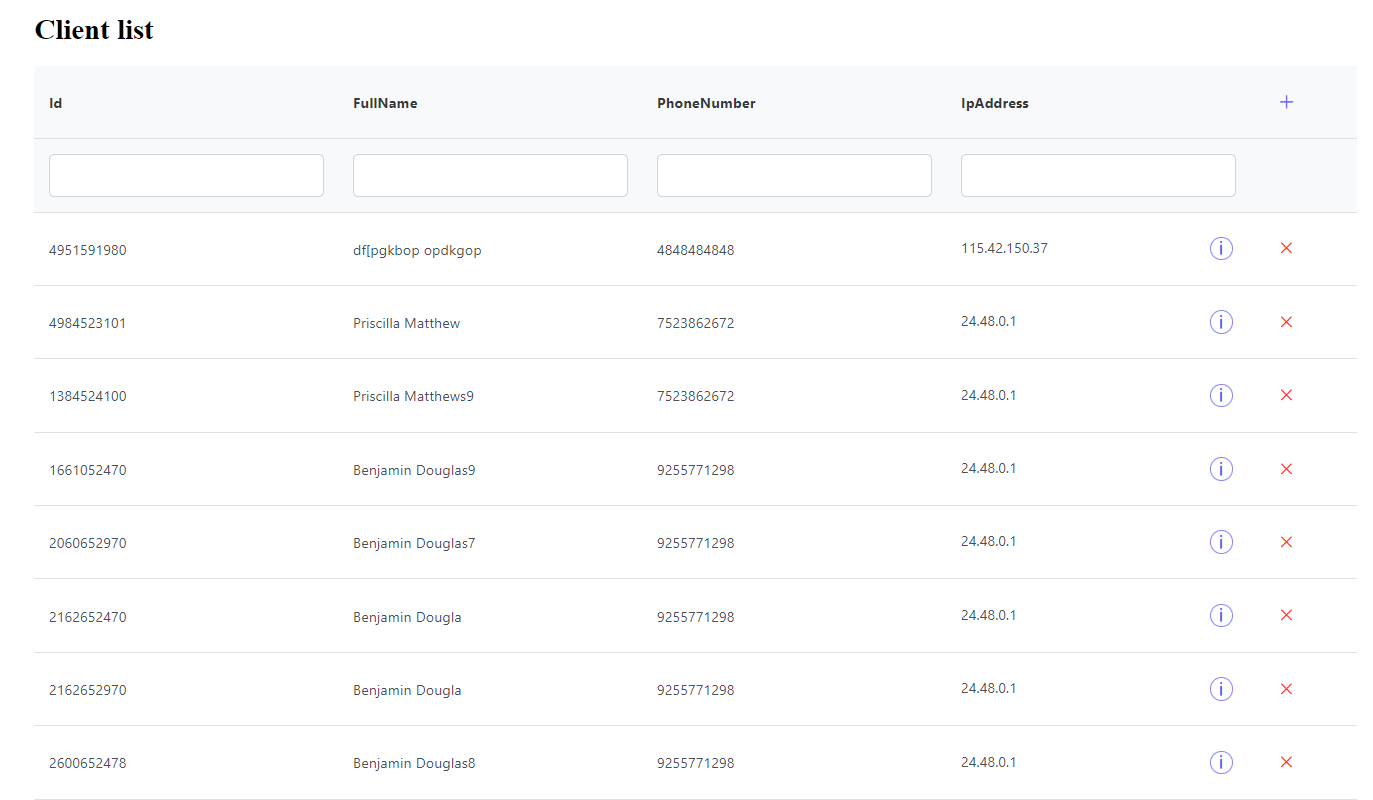 Client list
Id FullName PhoneNumber IpAddress +
4951591980 df[pgkbop opdkgop 4848484848 115.42.150.37
4984523101 Priscilla Matthew 7523862672 24.48.0.1
1384524100 Priscilla Matthews9 7523862672 24.48.0.1
1661052470 Benjamin Douglas9 9255771298 24.48.0.1
2060652970 Benjamin Douglas7 9255771298 24.48.0.1
2162652470 Benjamin Dougla 9255771298 24.48.0.1
2162652970 Benjamin Dougla 9255771298 24.48.0.1
2600652478 Benjamin Douglas8 9255771298 24.48.0.1